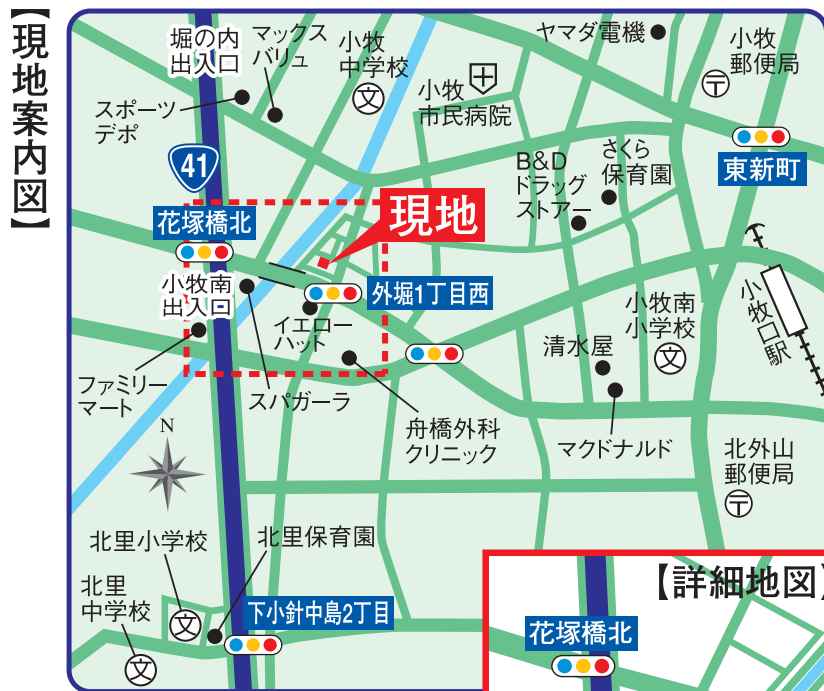 【現地案内図】
堀の内
出入口
マックス
バリュ
小牧
中学校
文
ヤマダ電機
小牧
郵便局
〒
スポーツ
デポ
小牧
市民病院
41
B&D
ドラッグ
ストアー
さくら
保育園
東新町
花塚橋北
現地
小牧南
出入口
外堀1丁目西
イエロー
ハット
小牧南
小学校
文
小牧口駅
清水屋
ファミリー
マート
スパガーラ
舟橋外科
クリニック
マクドナルド
N
北外山
郵便局
〒
北里小学校
文
北里保育園
北里
中学校
文
下小針中島2丁目
【詳細地図】
花塚橋北